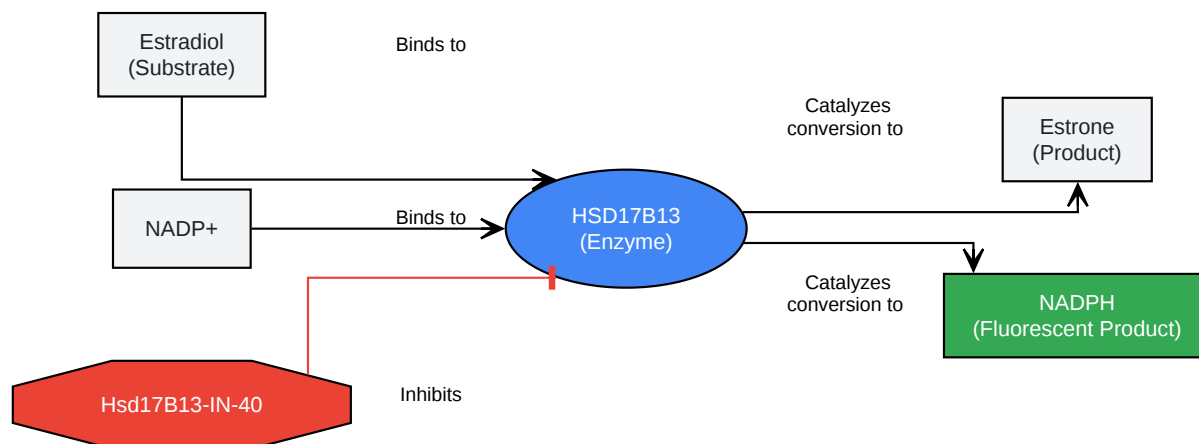 Estradiol
(Substrate)
Binds to
Catalyzes
conversion to
Estrone
(Product)
NADP+
Binds to
HSD17B13
(Enzyme)
Catalyzes
conversion to
NADPH
(Fluorescent Product)
Hsd17B13-IN-40
Inhibits